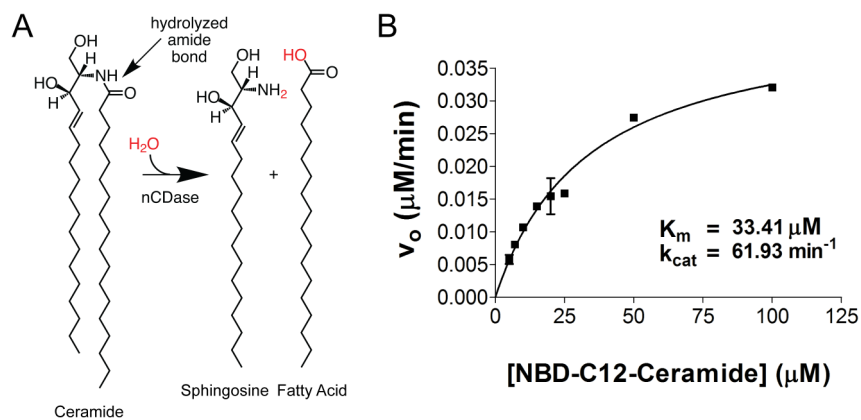 A
hydrolyzed
amide
bond
OH
H
HO
NH
H
O
H₂O
nCDase
Ceramide
OH
H
HO
NH₂
H
+
HO
O
Sphingosine
Fatty Acid
B
0.035
0.030
0.025
0.020
0.015
0.010
0.005
0.000
vo (μM/min)
Km = 33.41 μM
kcat = 61.93 min⁻¹
0
25
50
75
100
125
[NBD-C12-Ceramide] (μM)